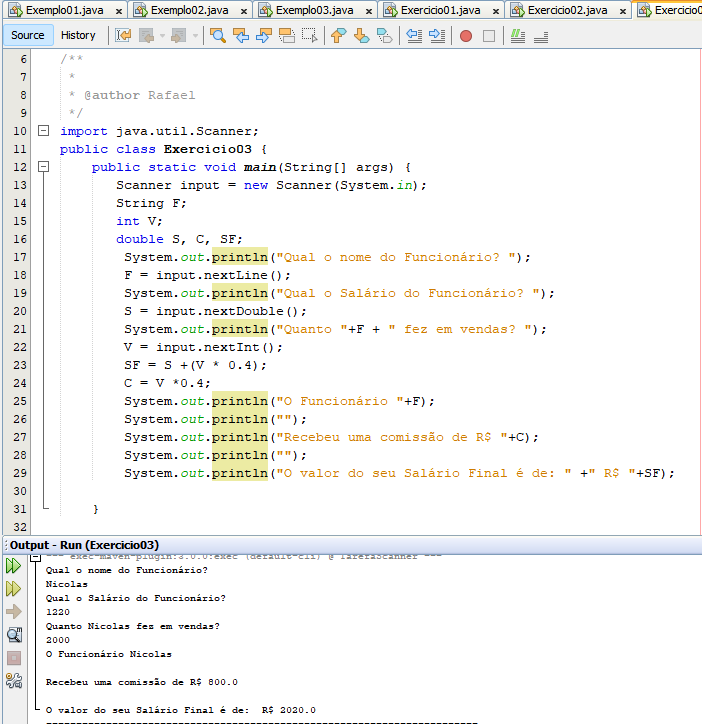 Exemplo01.java × Exemplo02.java × Exemplo03.java × Exercicio01.java × Exercicio02.java × Exercicio0
Source History
6 /**
7 *
8 * @author Rafael
9 */
10 import java.util.Scanner;
11 public class Exercicio03 {
12 public static void main(String[] args) {
13 Scanner input = new Scanner(System.in);
14 String F;
15 int V;
16 double S, C, SF;
17 System.out.println("Qual o nome do Funcionário? ");
18 F = input.nextLine();
19 System.out.println("Qual o Salário do Funcionário? ");
20 S = input.nextDouble();
21 System.out.println("Quanto "+F + " fez em vendas? ");
22 V = input.nextInt();
23 SF = S +(V * 0.4);
24 C = V *0.4;
25 System.out.println("O Funcionário "+F);
26 System.out.println("");
27 System.out.println("Recebeu uma comissão de R$ "+C);
28 System.out.println("");
29 System.out.println("O valor do seu Salário Final é de: " +" R$ "+SF);
30
31 }
32
Output - Run (Exercicio03)
--- exec-maven-plugin:3.0.0:exec (default-cli) @ TarefaScanner ---
Qual o nome do Funcionário?
Nicolas
Qual o Salário do Funcionário?
1220
Quanto Nicolas fez em vendas?
2000
O Funcionário Nicolas
Recebeu uma comissão de R$ 800.0
O valor do seu Salário Final é de:  R$ 2020.0
------------------------------------------------------------------------